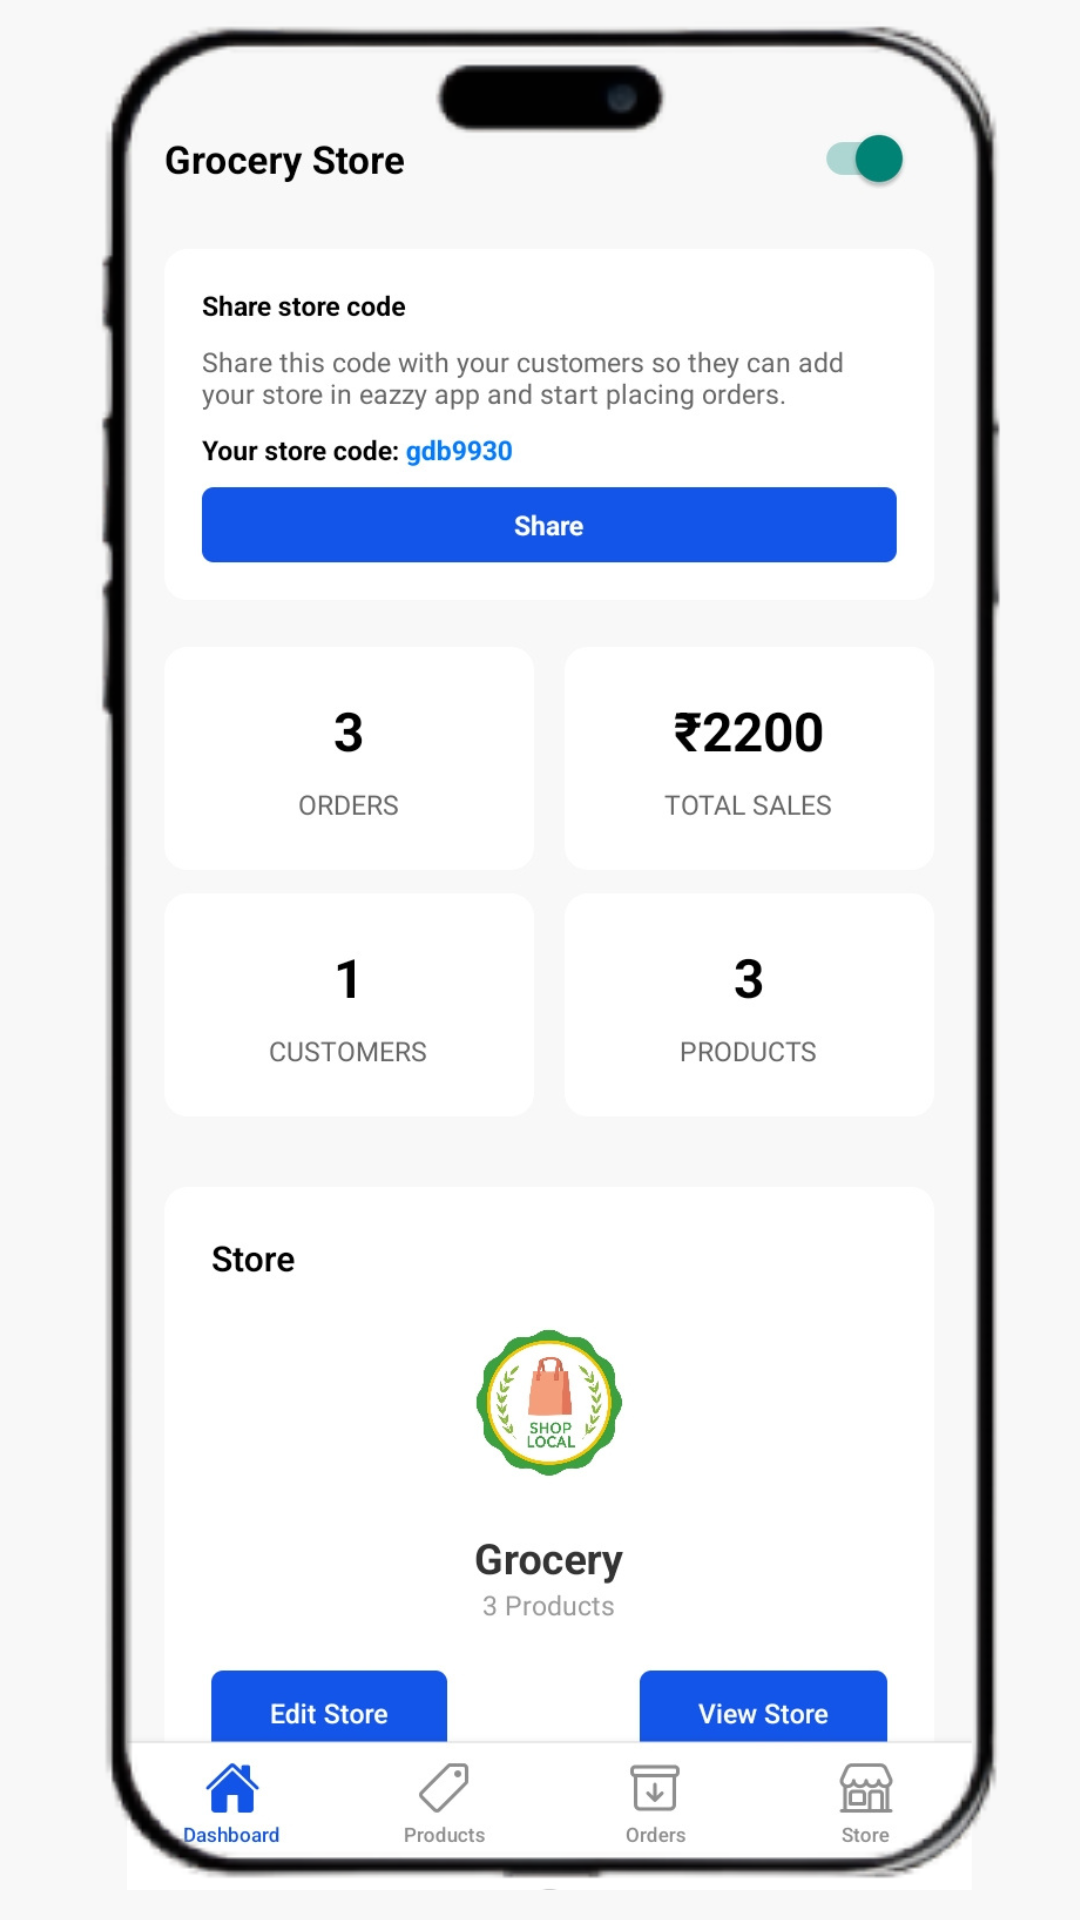 Grocery Store
Share store code
Share this code with your customers so they can add
your store in eazzy app and start placing orders.
Your store code: gdb9930
Share
3
ORDERS
₹2200
TOTAL SALES
1
CUSTOMERS
3
PRODUCTS
Store
SHOP
LOCAL
Grocery
3 Products
Edit Store
View Store
Dashboard
Products
Orders
Store